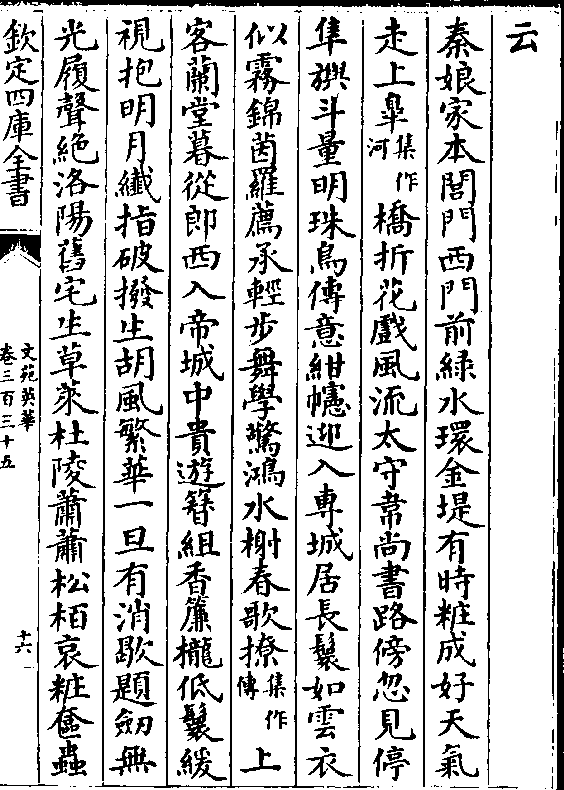 云
秦娘家本閶門西門前緑水環金堤有時粧成好天氣
走上臯集作河橋折花戲風流太守韋尚書路傍忽見停
隼旟斗量明珠鳥傳意紺幰迎入専城居長鬟如雲衣
似霧錦茵羅薦承輕步舞學驚鴻水榭春歌撩集作傳上
客蘭堂暮從郎西入帝城中貴遊簪組香簾櫳低鬟緩
視抱明月纎指破撥生胡風繁華一旦有消歇題劒無
光履聲絶洛陽舊宅生草萊杜陵蕭蕭松栢哀粧奩蟲
欽定四庫全書
文苑英華
卷三百三十五
十六